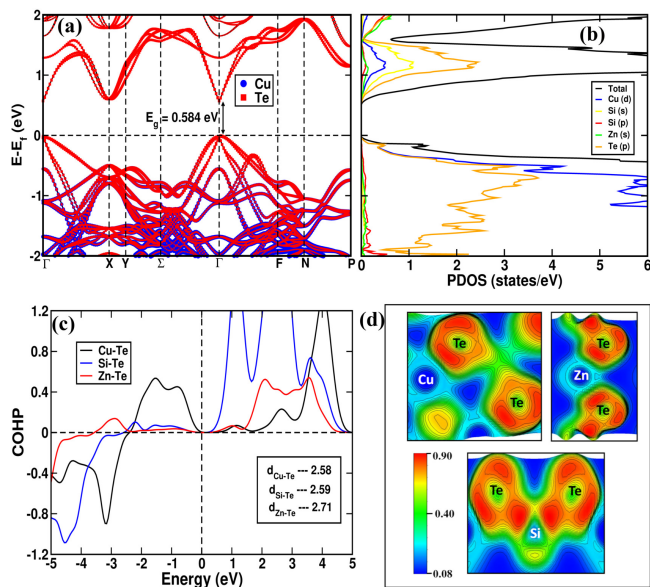 (a)
2
1
0
-1
-2
E-E_f (eV)
Cu
Te
E_g = 0.584 eV
Γ X Y Σ Γ F N P
(b)
Total
Cu (d)
Si (s)
Si (p)
Zn (s)
Te (p)
0 1 2 3 4 5 6
PDOS (states/eV)
(c)
1.2
0.8
0.4
0
-0.4
-0.8
1.2
COHP
Cu-Te
Si-Te
Zn-Te
d_Cu-Te --- 2.58
d_Si-Te --- 2.59
d_Zn-Te --- 2.71
-5 -4 -3 -2 -1 0 1 2 3 4 5
Energy (eV)
(d)
Te
Cu
Te
Te
Zn
Te
0.90
0.08
Te
Te
Si